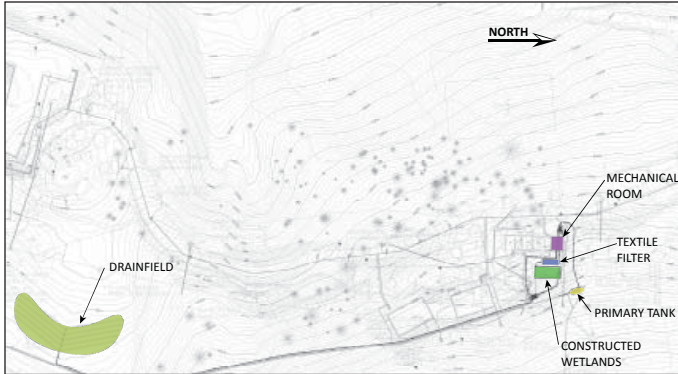 NORTH
MECHANICAL
ROOM
TEXTILE
FILTER
DRAINFIELD
PRIMARY TANK
CONSTRUCTED
WETLANDS